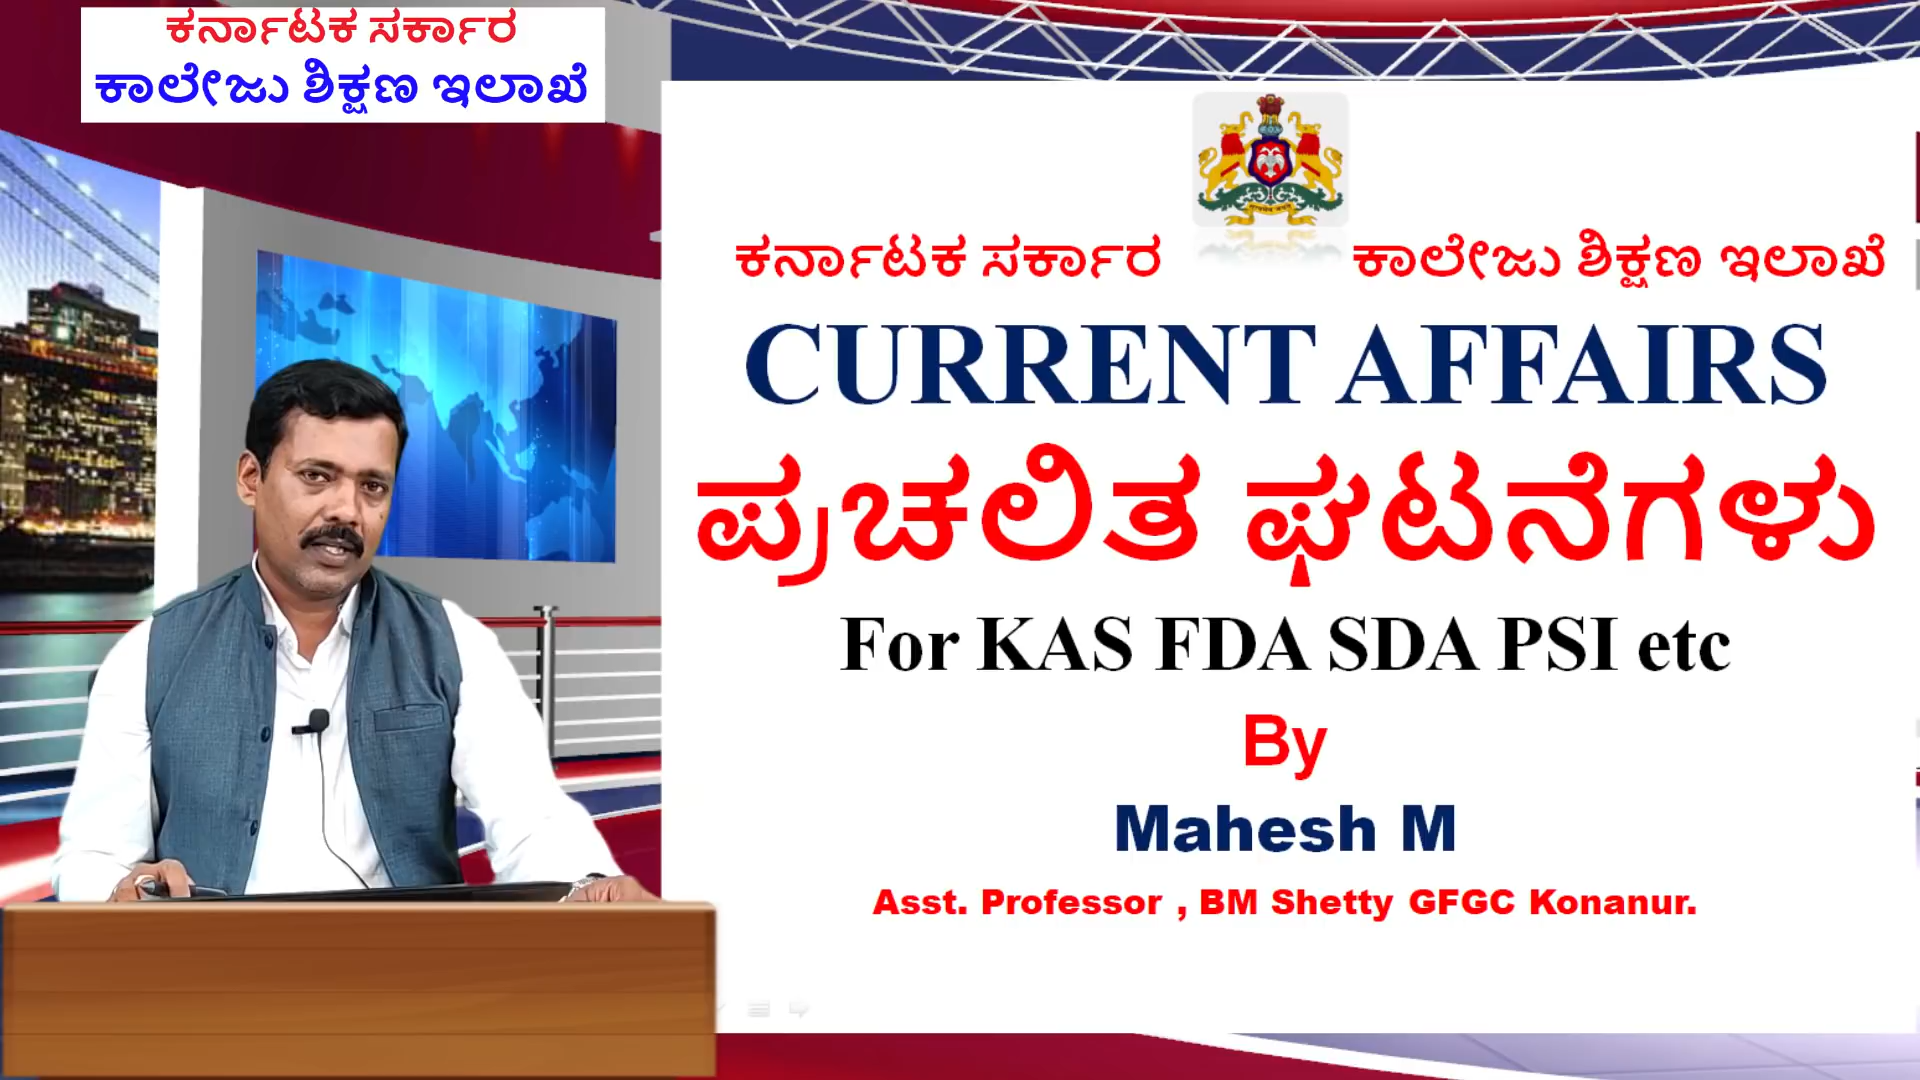 ಕರ್ನಾಟಕ ಸರ್ಕಾರ
ಕಾಲೇಜು ಶಿಕ್ಷಣ ಇಲಾಖೆ
ಕರ್ನಾಟಕ ಸರ್ಕಾರ ಕಾಲೇಜು ಶಿಕ್ಷಣ ಇಲಾಖೆ
CURRENT AFFAIRS
ಪ್ರಚಲಿತ ಘಟನೆಗಳು
For KAS FDA SDA PSI etc
By
Mahesh M
Asst. Professor , BM Shetty GFGC Konanur.